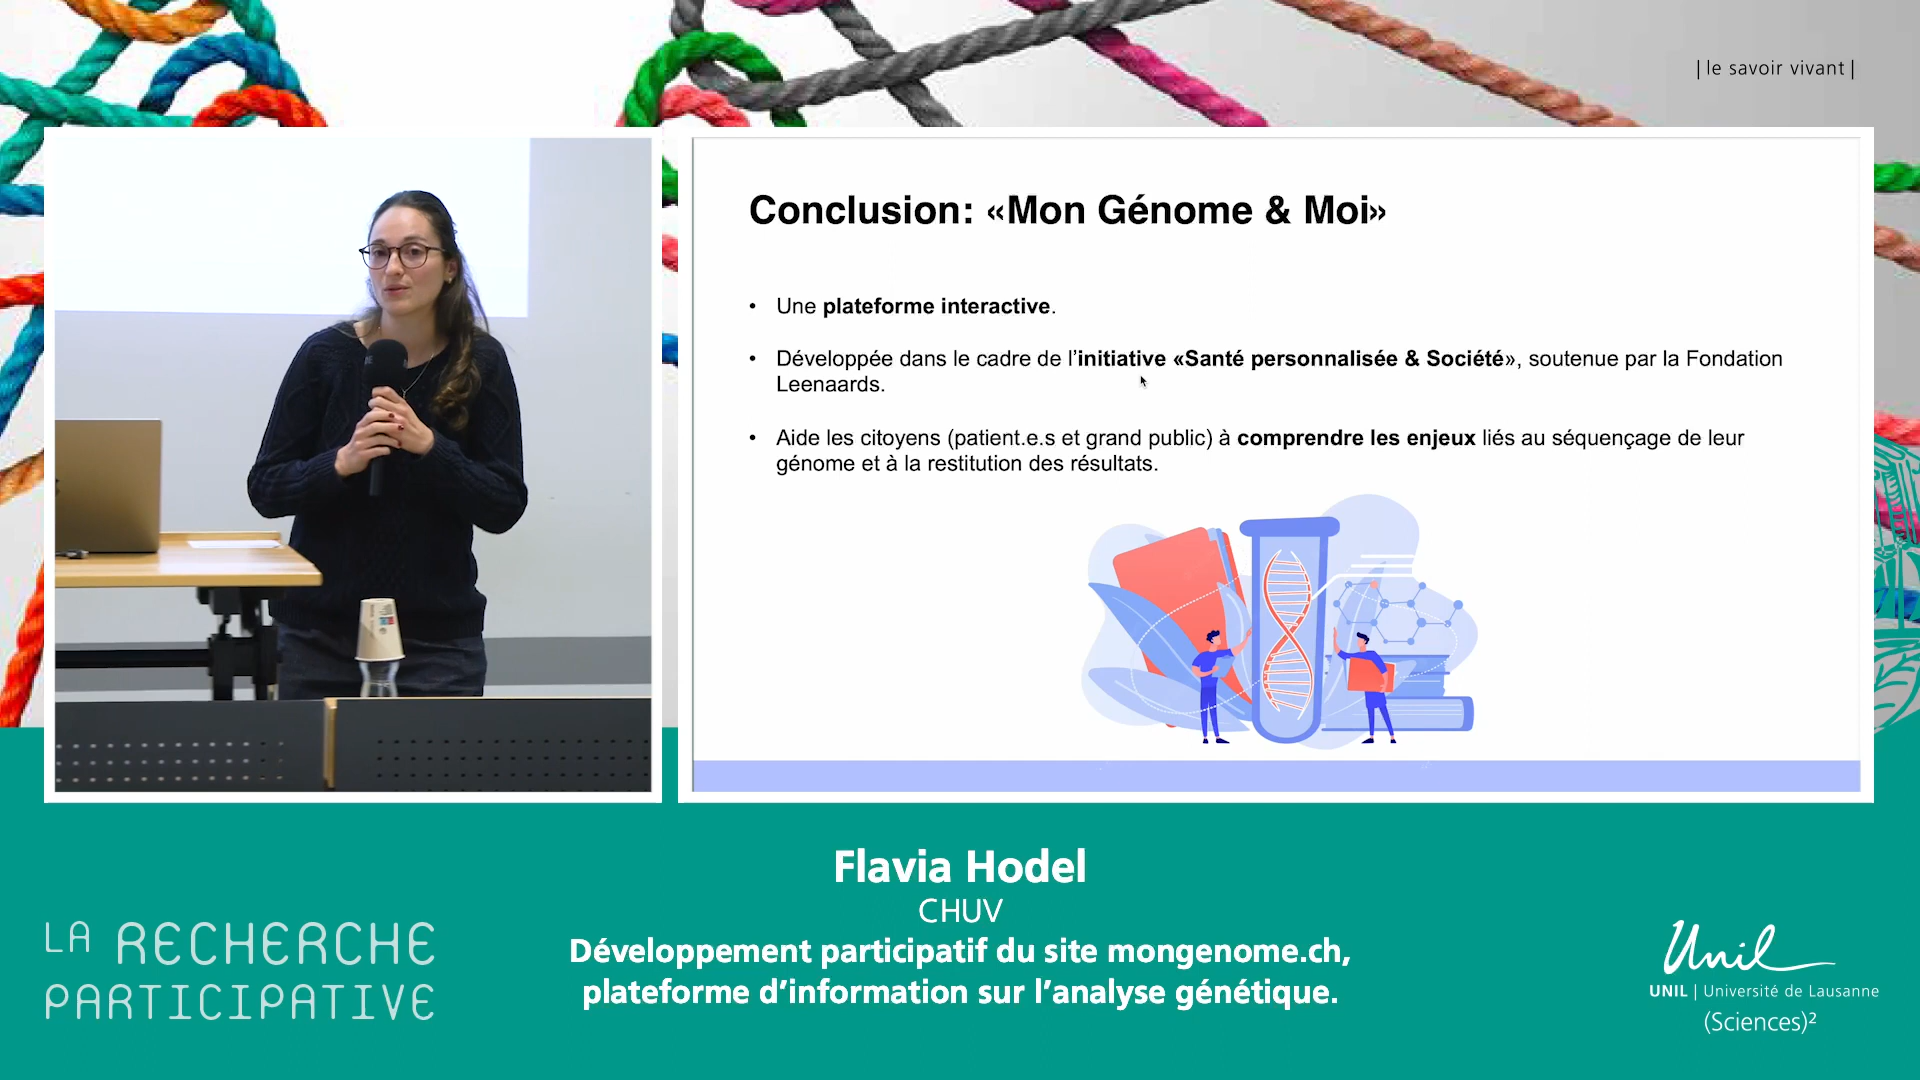 | le savoir vivant |
Conclusion: «Mon Génome & Moi»
• Une plateforme interactive.
• Développée dans le cadre de l’initiative «Santé personnalisée & Société», soutenue par la Fondation
Leenaards.
• Aide les citoyens (patient.e.s et grand public) à comprendre les enjeux liés au séquençage de leur
génome et à la restitution des résultats.
Flavia Hodel
CHUV
Développement participatif du site mongenome.ch,
plateforme d’information sur l’analyse génétique.
LA RECHERCHE
PARTICIPATIVE
Unil
UNIL | Université de Lausanne
(Sciences)²